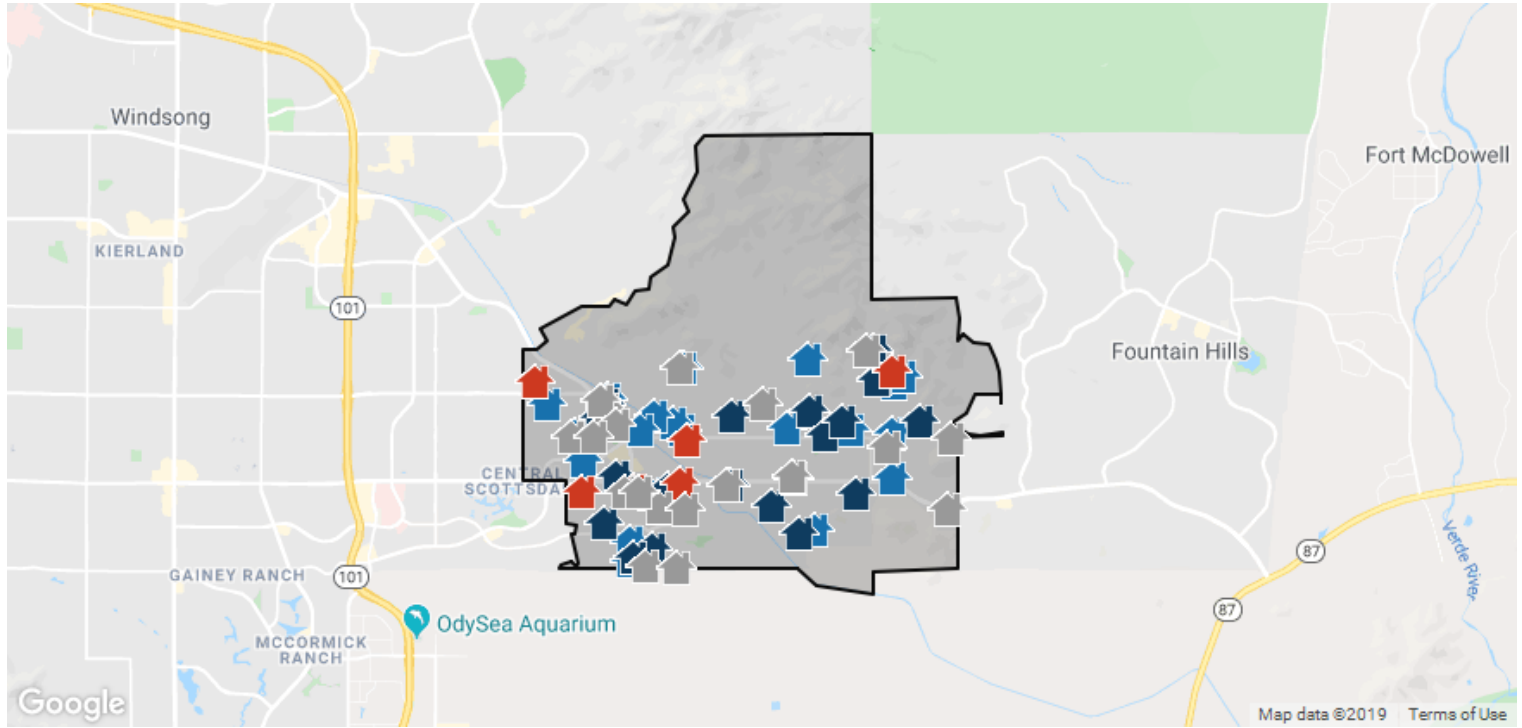 Windsong
Fort McDowell
KIERLAND
101
Fountain Hills
CENTRAL
SCOTTSDA
87
Verde River
GAINEY RANCH
101
87
OdySea Aquarium
MCCORMICK
RANCH
Google
Map data ©2019
Terms of Use